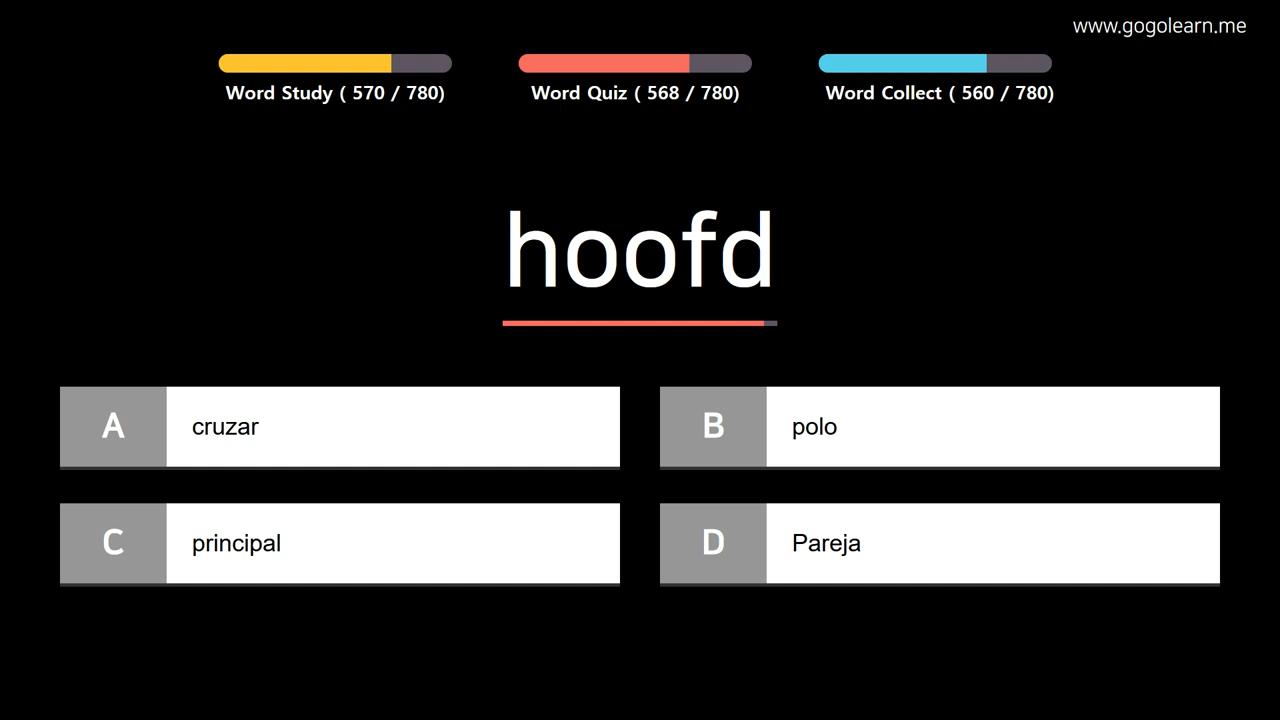 www.gogolearn.me
Word Study ( 570 / 780)
Word Quiz ( 568 / 780)
Word Collect ( 560 / 780)
hoofd
A cruzar
B polo
C principal
D Pareja